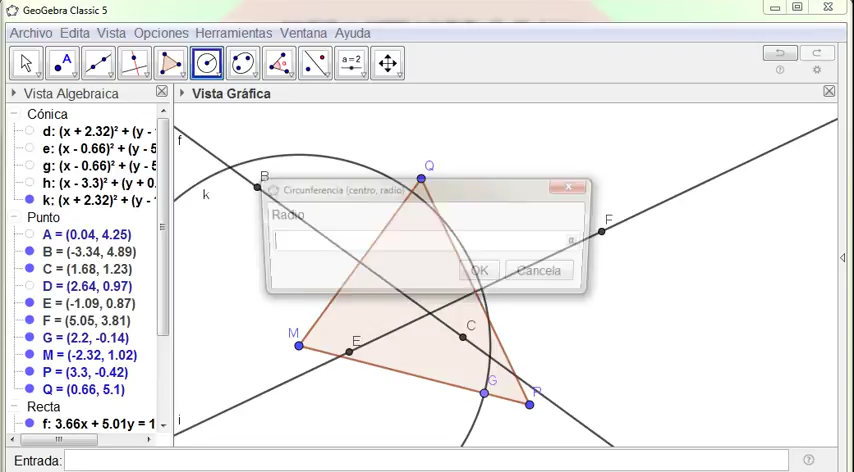 GeoGebra Classic 5
Archivo Edita Vista Opciones Herramientas Ventana Ayuda
A
a = 2
Vista Algebraica
Vista Gráfica
Cónica
d: (x + 2.32)² + (y -
e: (x - 0.66)² + (y - 5
g: (x - 0.66)² + (y - 5
h: (x - 3.3)² + (y + 0.
k: (x + 2.32)² + (y -
Punto
A = (0.04, 4.25)
B = (-3.34, 4.89)
C = (1.68, 1.23)
D = (2.64, 0.97)
E = (-1.09, 0.87)
F = (5.05, 3.81)
G = (2.2, -0.14)
M = (-2.32, 1.02)
P = (3.3, -0.42)
Q = (0.66, 5.1)
Recta
f: 3.66x + 5.01y = 1
f
B
k
Q
F
M
E
C
G
P
i
Circunferencia (centro, radio)
Radio
α
OK Cancela
Entrada: